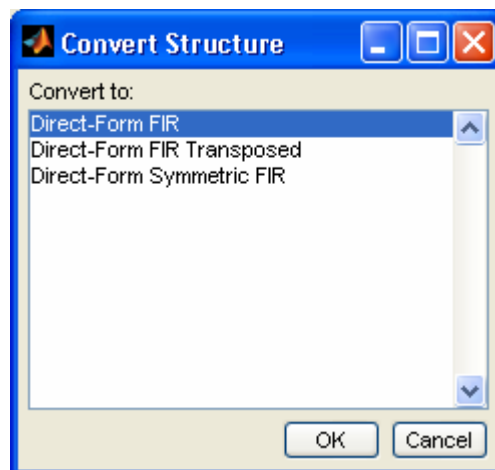 Convert Structure
Convert to:
Direct-Form FIR
Direct-Form FIR Transposed
Direct-Form Symmetric FIR
OK Cancel